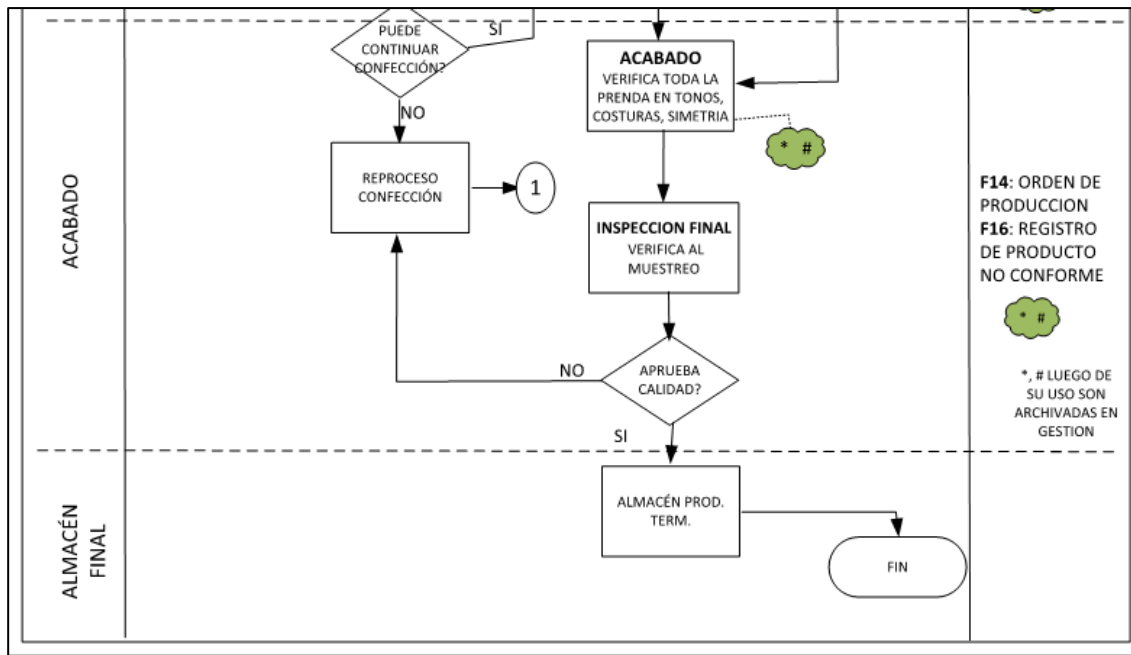 PUEDE
CONTINUAR
CONFECCIÓN?
SI
NO
REPROCESO
CONFECCIÓN
1
ACABADO
VERIFICA TODA LA
PRENDA EN TONOS,
COSTURAS, SIMETRIA
* #
INSPECCION FINAL
VERIFICA AL
MUESTREO
APRUEBA
CALIDAD?
NO
SI
ACABADO
F14: ORDEN DE
PRODUCCION
F16: REGISTRO
DE PRODUCTO
NO CONFORME
* #
*, # LUEGO DE
SU USO SON
ARCHIVADAS EN
GESTION
ALMACÉN
FINAL
ALMACÉN PROD.
TERM.
FIN